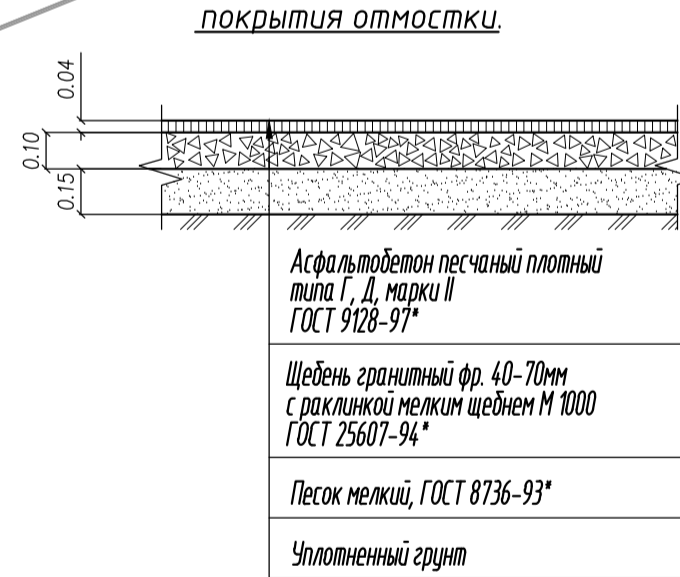 покрытия отмостки.
0.04
0.10
0.15
Асфальтобетон песчаный плотный
типа Г, Д, марки II
ГОСТ 9128-97*
Щебень гранитный фр. 40-70мм
с раклинкой мелким щебнем М 1000
ГОСТ 25607-94*
Песок мелкий, ГОСТ 8736-93*
Уплотненный грунт